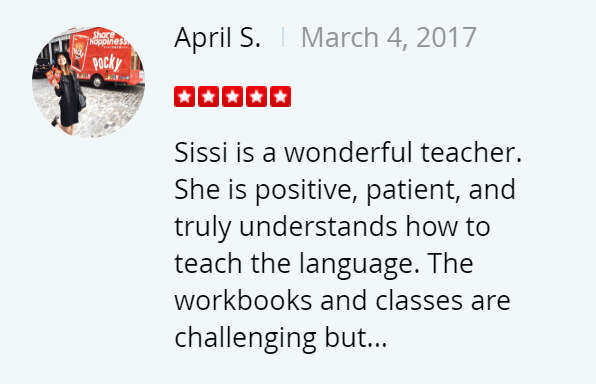 April S. | March 4, 2017
Share
Happiness!
Pocky
Sissi is a wonderful teacher.
She is positive, patient, and
truly understands how to
teach the language. The
workbooks and classes are
challenging but...